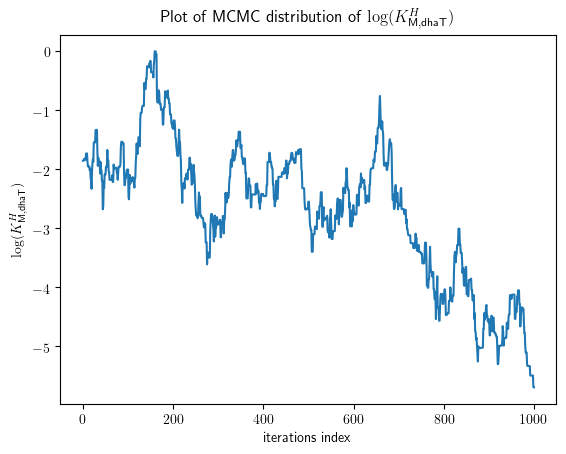 Plot of MCMC distribution of log(K^H_M,dhaT)
0
−1
−2
−3
−4
−5
log(K^H_M,dhaT)
0 200 400 600 800 1000
iterations index